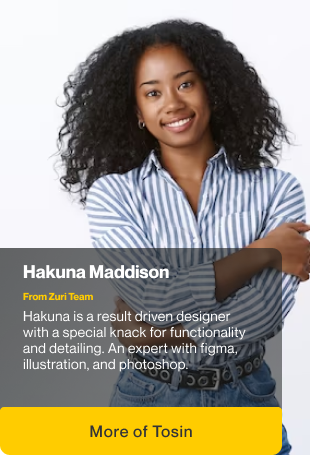 Hakuna Maddison
From Zuri Team
Hakuna is a result driven designer
with a special knack for functionality
and detailing. An expert with figma,
illustration, and photoshop.
More of Tosin